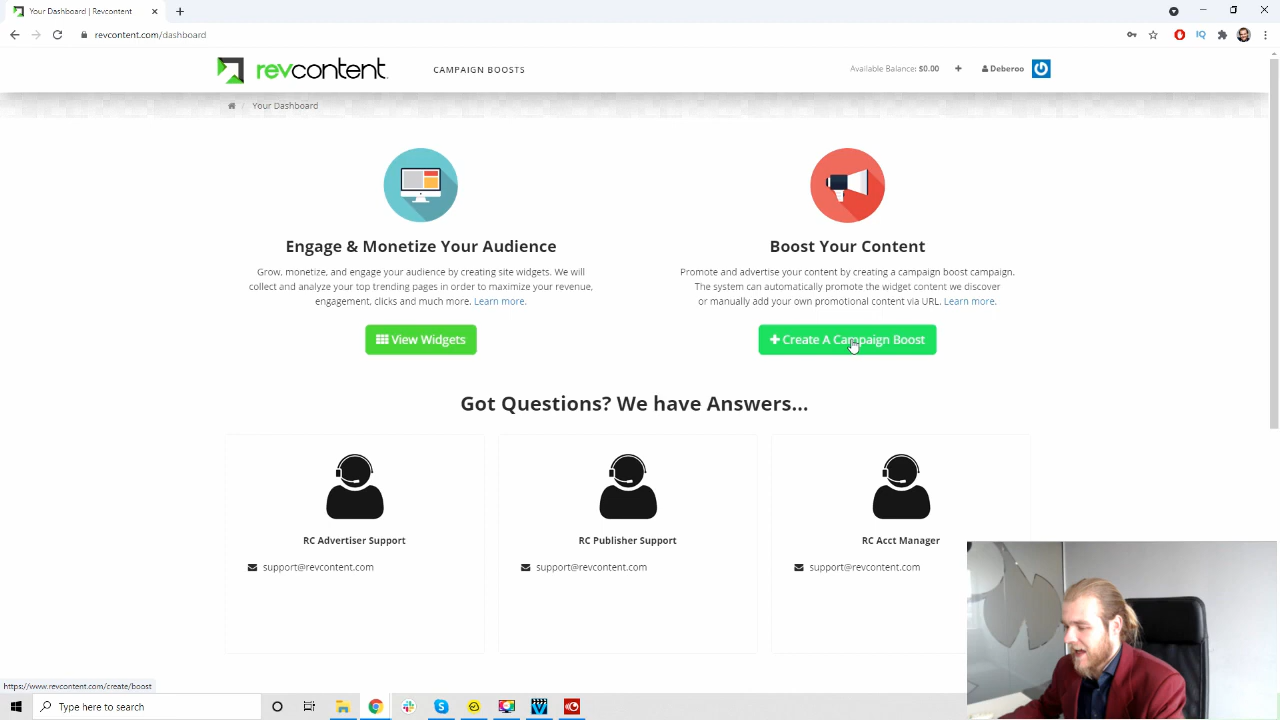 Your Dashboard | Revcontent
revcontent.com/dashboard
IQ
revcontent
CAMPAIGN BOOSTS
Available Balance: $0.00
Deberoo
Your Dashboard
Engage & Monetize Your Audience
Grow, monetize, and engage your audience by creating site widgets. We will
collect and analyze your top trending pages in order to maximize your revenue,
engagement, clicks and much more. Learn more.
View Widgets
Boost Your Content
Promote and advertise your content by creating a campaign boost campaign.
The system can automatically promote the widget content we discover
or manually add your own promotional content via URL. Learn more.
+ Create A Campaign Boost
Got Questions? We have Answers...
RC Advertiser Support
support@revcontent.com
RC Publisher Support
support@revcontent.com
RC Acct Manager
support@revcontent.com
https://www.revcontent.com/create/boost
Type here to search